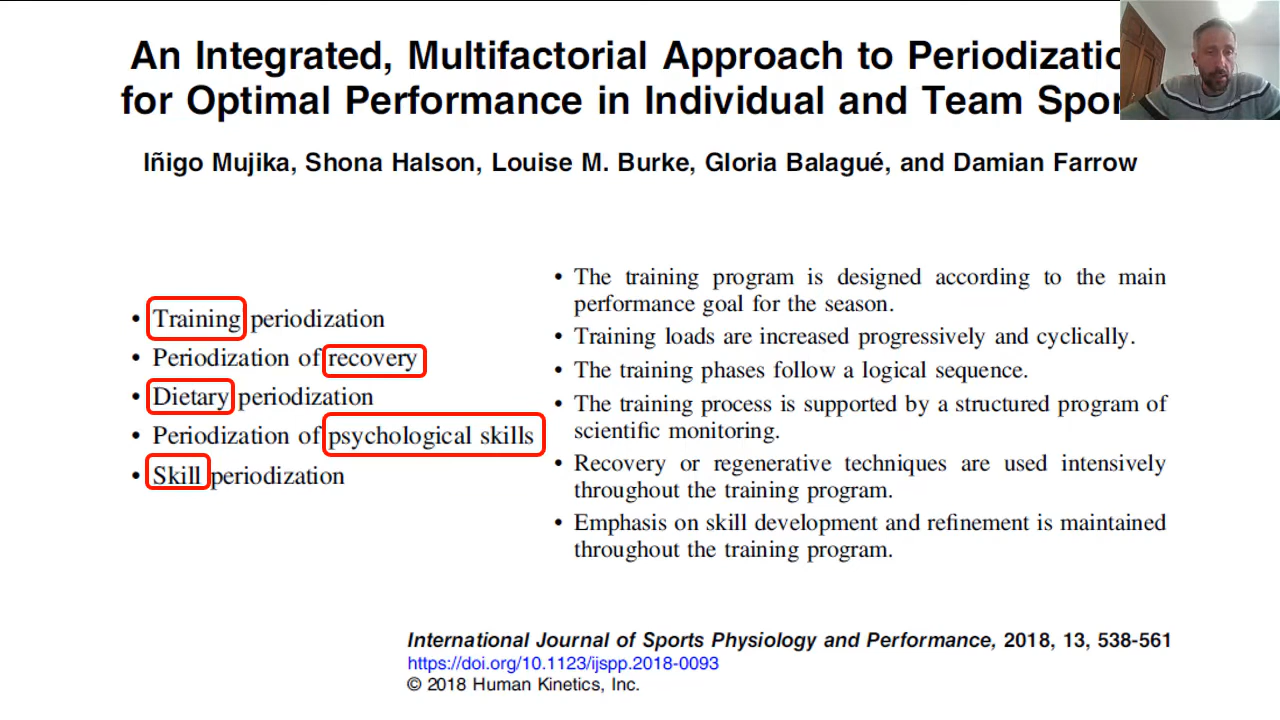 An Integrated, Multifactorial Approach to Periodizatio
for Optimal Performance in Individual and Team Spor
Iñigo Mujika, Shona Halson, Louise M. Burke, Gloria Balagué, and Damian Farrow
• Training periodization
• Periodization of recovery
• Dietary periodization
• Periodization of psychological skills
• Skill periodization
• The training program is designed according to the main
performance goal for the season.
• Training loads are increased progressively and cyclically.
• The training phases follow a logical sequence.
• The training process is supported by a structured program of
scientific monitoring.
• Recovery or regenerative techniques are used intensively
throughout the training program.
• Emphasis on skill development and refinement is maintained
throughout the training program.
International Journal of Sports Physiology and Performance, 2018, 13, 538-561
https://doi.org/10.1123/ijspp.2018-0093
© 2018 Human Kinetics, Inc.